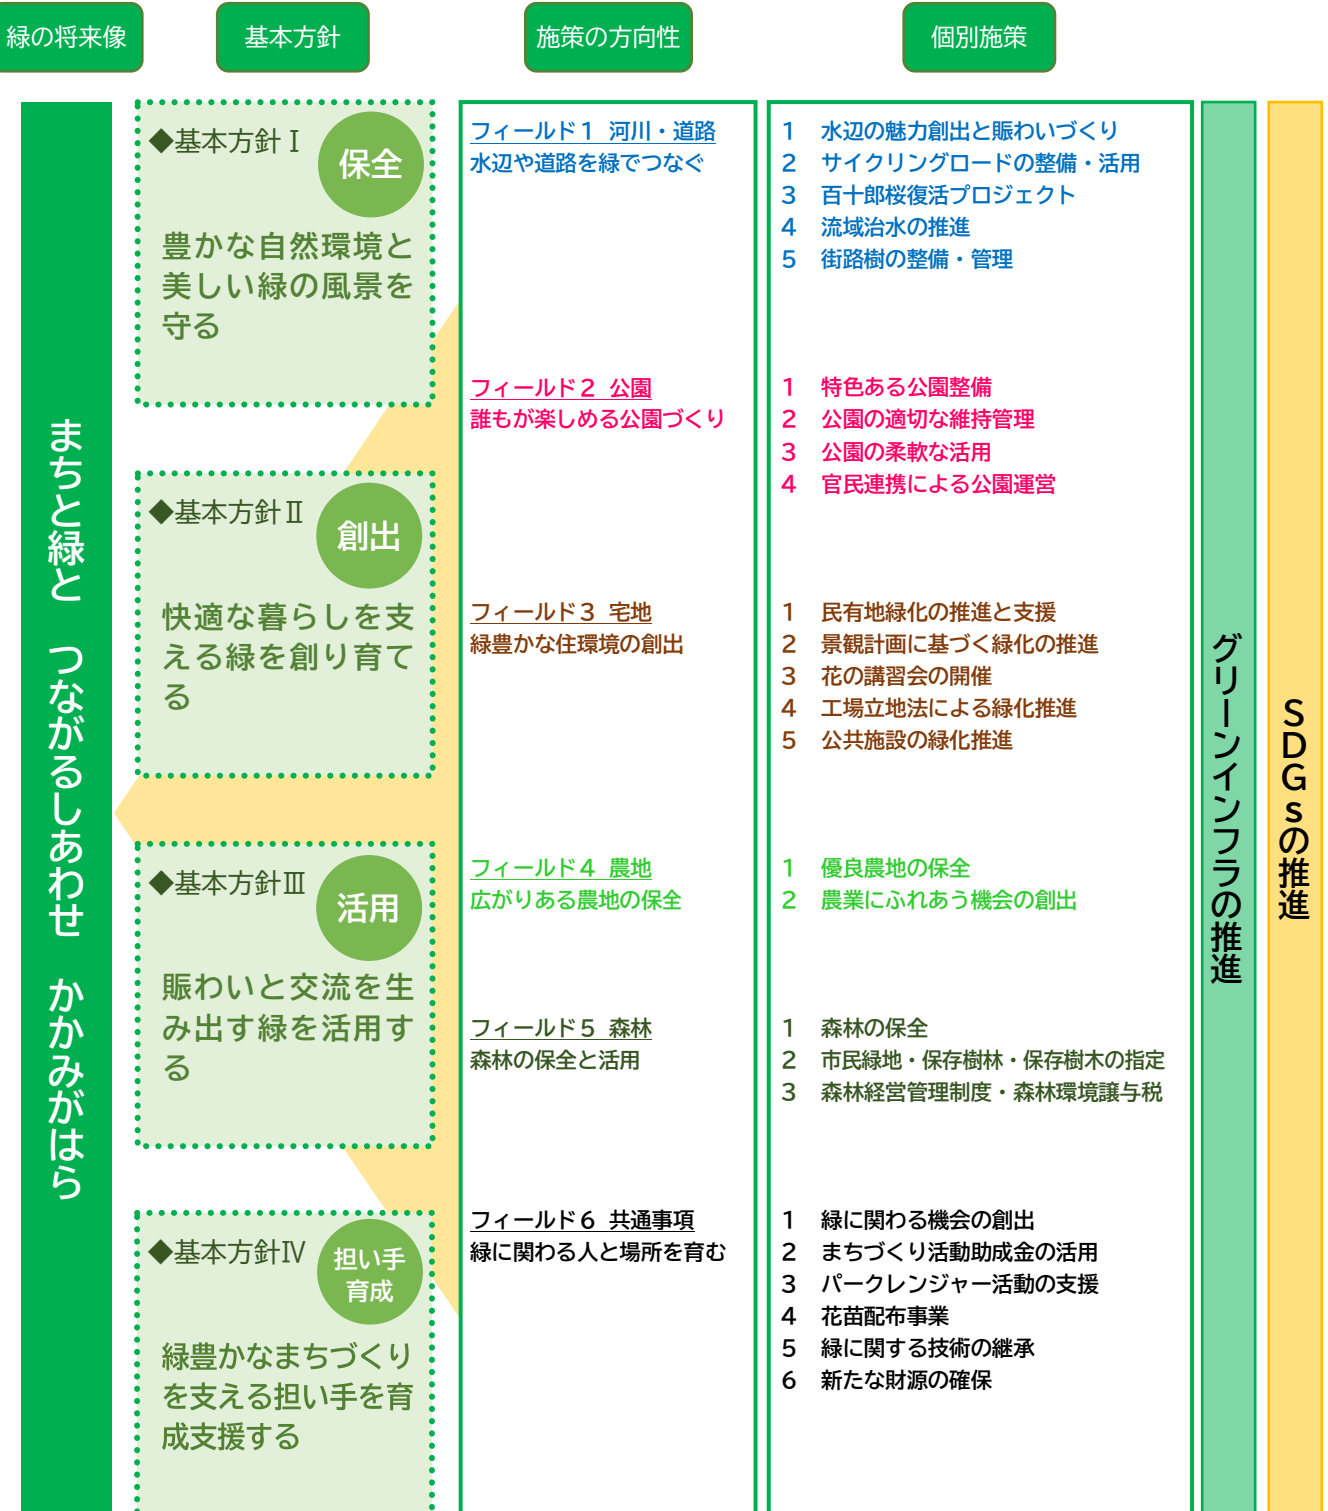 緑の将来像
基本方針
施策の方向性
個別施策
まちと緑と つながるしあわせ かかみがはら
◆基本方針Ⅰ
保全
豊かな自然環境と
美しい緑の風景を
守る
◆基本方針Ⅱ
創出
快適な暮らしを支
える緑を創り育て
る
◆基本方針Ⅲ
活用
賑わいと交流を生
み出す緑を活用す
る
◆基本方針Ⅳ
担い手
育成
緑豊かなまちづくり
を支える担い手を育
成支援する
フィールド1 河川・道路
水辺や道路を緑でつなぐ
1 水辺の魅力創出と賑わいづくり
2 サイクリングロードの整備・活用
3 百十郎桜復活プロジェクト
4 流域治水の推進
5 街路樹の整備・管理
フィールド2 公園
誰もが楽しめる公園づくり
1 特色ある公園整備
2 公園の適切な維持管理
3 公園の柔軟な活用
4 官民連携による公園運営
フィールド3 宅地
緑豊かな住環境の創出
1 民有地緑化の推進と支援
2 景観計画に基づく緑化の推進
3 花の講習会の開催
4 工場立地法による緑化推進
5 公共施設の緑化推進
フィールド4 農地
広がりある農地の保全
1 優良農地の保全
2 農業にふれあう機会の創出
フィールド5 森林
森林の保全と活用
1 森林の保全
2 市民緑地・保存樹林・保存樹木の指定
3 森林経営管理制度・森林環境譲与税
フィールド6 共通事項
緑に関わる人と場所を育む
1 緑に関わる機会の創出
2 まちづくり活動助成金の活用
3 パークレンジャー活動の支援
4 花苗配布事業
5 緑に関する技術の継承
6 新たな財源の確保
グリーンインフラの推進
SDGsの推進